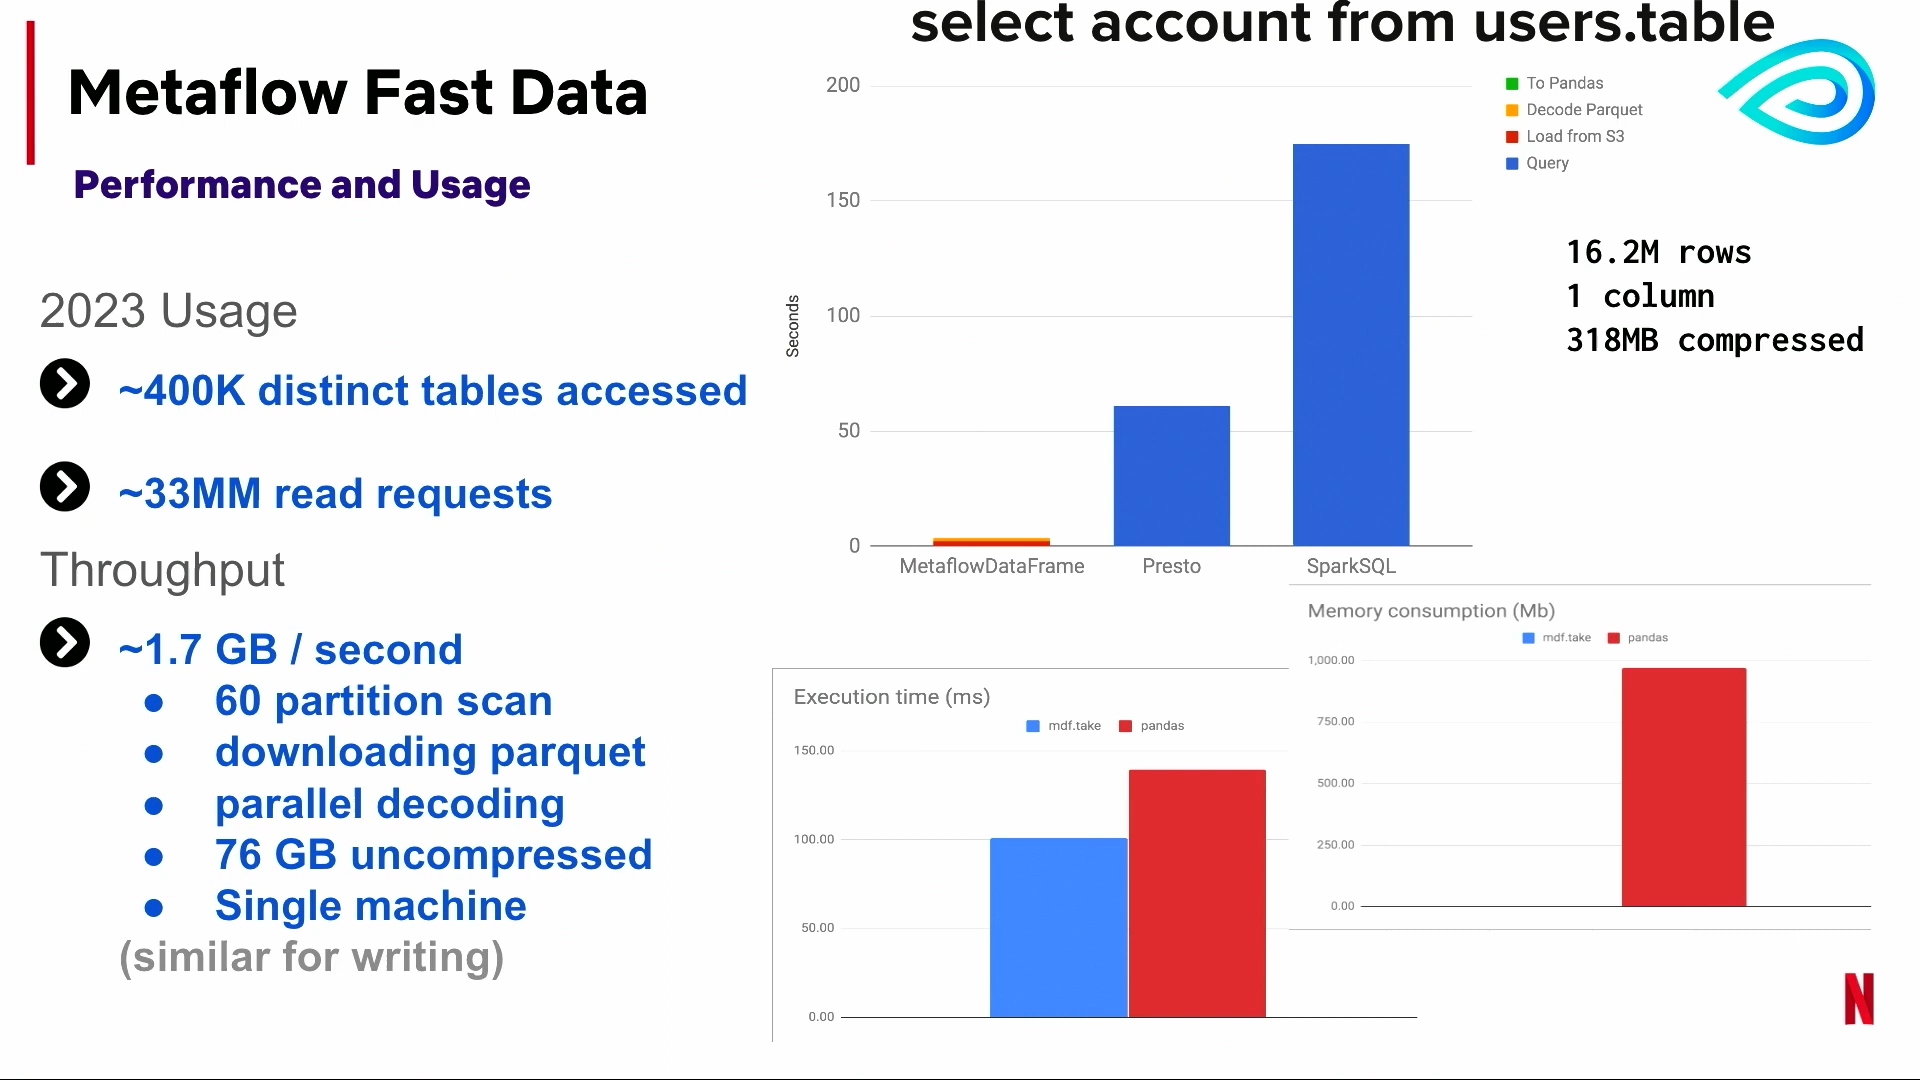 select account from users.table
Metaflow Fast Data
Performance and Usage
2023 Usage
~400K distinct tables accessed
~33MM read requests
Throughput
~1.7 GB / second
● 60 partition scan
● downloading parquet
● parallel decoding
● 76 GB uncompressed
● Single machine
(similar for writing)
200
150
100
50
0
Seconds
MetaflowDataFrame
Presto
SparkSQL
To Pandas
Decode Parquet
Load from S3
Query
16.2M rows
1 column
318MB compressed
Execution time (ms)
mdf.take
pandas
150.00
100.00
50.00
0.00
Memory consumption (Mb)
mdf.take
pandas
1,000.00
750.00
500.00
250.00
0.00
N